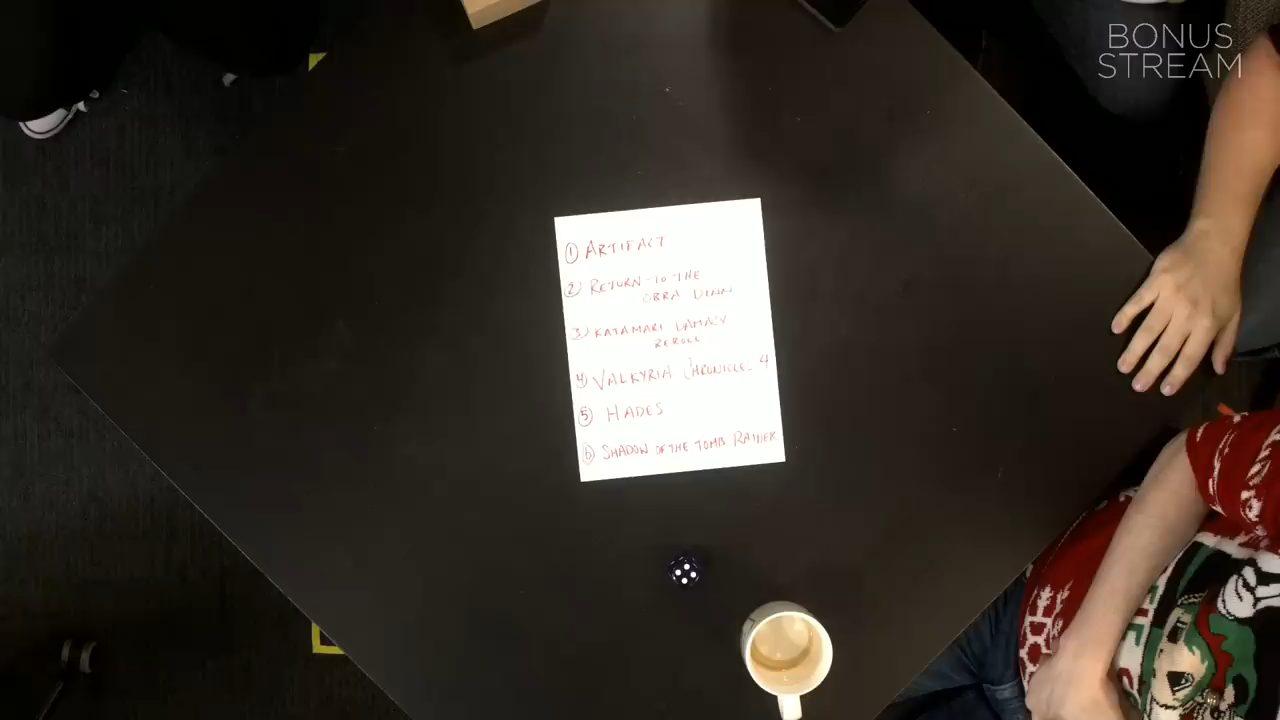 BONUS
STREAM
① ARTIFACT
② RETURN TO THE
OBRA DINN
③ KATAMARI DAMACY
REROLL
④ VALKYRIA CHRONICLES 4
⑤ HADES
⑥ SHADOW OF THE TOMB RAIDER